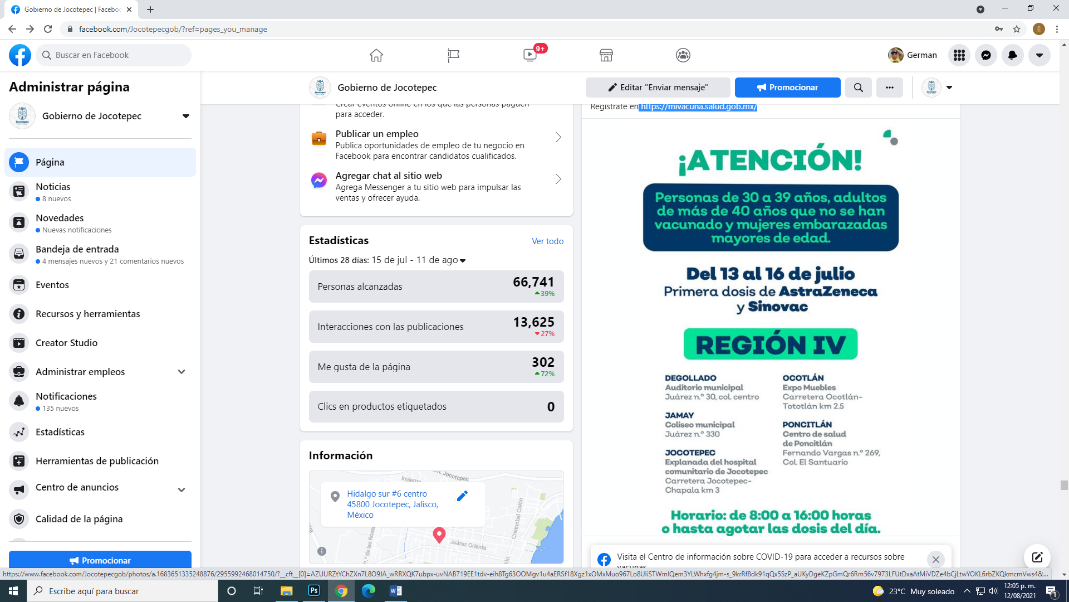 Gobierno de Jocotepec | Facebook
facebook.com/Jocotepecgob/?ref=pages_you_manage
Buscar en Facebook
9+
German
Administrar página
Gobierno de Jocotepec
Página
Noticias
8 nuevos
Novedades
Nuevas notificaciones
Bandeja de entrada
4 mensajes nuevos y 21 comentarios nuevos
Eventos
Recursos y herramientas
Creator Studio
Administrar empleos
Notificaciones
135 nuevos
Estadísticas
Herramientas de publicación
Centro de anuncios
Calidad de la página
Promocionar
Gobierno de Jocotepec
Editar "Enviar mensaje"
Promocionar
Crear eventos online en los que las personas paguen
para acceder.
Publicar un empleo
Publica oportunidades de empleo de tu negocio en
Facebook para encontrar candidatos cualificados.
Agregar chat al sitio web
Agrega Messenger a tu sitio web para impulsar las
ventas y ofrecer ayuda.
Estadísticas
Ver todo
Últimos 28 días: 15 de jul - 11 de ago
Personas alcanzadas
66,741
39%
Interacciones con las publicaciones
13,625
27%
Me gusta de la página
302
72%
Clics en productos etiquetados
0
Información
Hidalgo sur #6 centro
45800 Jocotepec, Jalisco,
México
Regístrate en https://mivacuna.salud.gob.mx/
¡ATENCIÓN!
Personas de 30 a 39 años, adultos
de más de 40 años que no se han
vacunado y mujeres embarazadas
mayores de edad.
Del 13 al 16 de julio
Primera dosis de AstraZeneca
y Sinovac
REGIÓN IV
DEGOLLADO
Auditorio municipal
Juárez n.° 30, col. centro
JAMAY
Coliseo municipal
Juárez n.° 330
JOCOTEPEC
Explanada del hospital
comunitario de Jocotepec
Carretera Jocotepec-
Chapala km 3
OCOTLÁN
Expo Muebles
Carretera Ocotlán-
Tototlán km 2.5
PONCITLÁN
Centro de salud
de Poncitlán
Fernando Vargas n.° 269,
Col. El Santuario
Horario: de 8:00 a 16:00 horas
o hasta agotar las dosis del día.
Visita el Centro de información sobre COVID-19 para acceder a recursos sobre
Escribe aquí para buscar
23°C Muy soleado
12:05 p. m.
12/08/2021